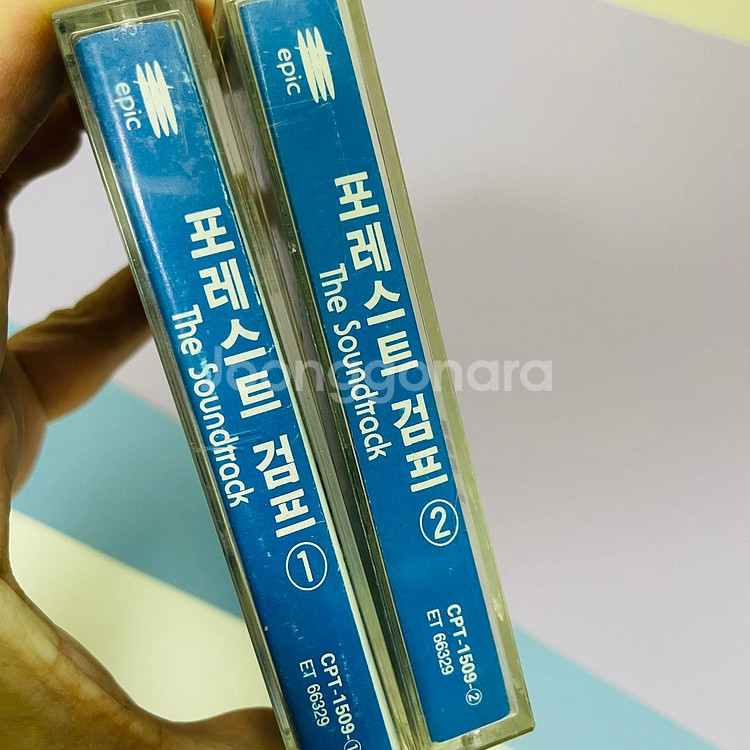 epic
포레스트 검프 ①
The Soundtrack
CPT-1509-①
ET 66329
epic
포레스트 검프 ②
The Soundtrack
CPT-1509-②
ET 66329
Joonggonara